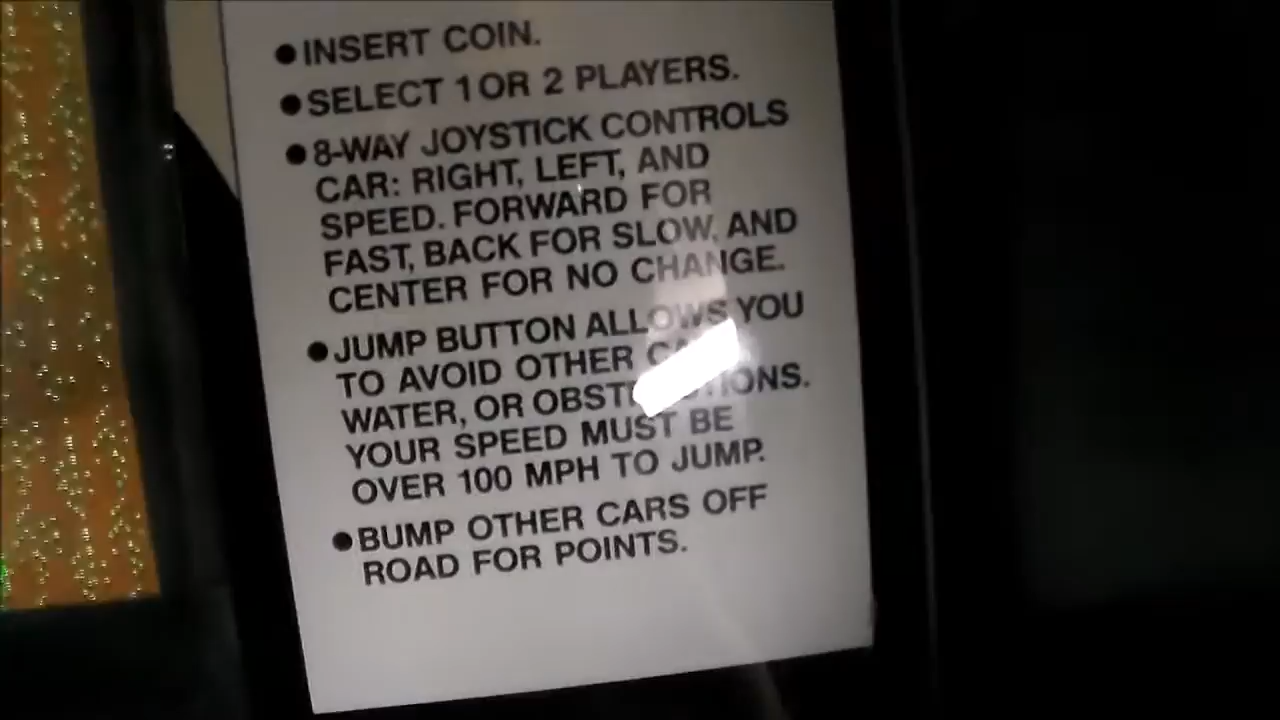 ● INSERT COIN.
● SELECT 1 OR 2 PLAYERS.
● 8-WAY JOYSTICK CONTROLS
CAR: RIGHT, LEFT, AND
SPEED. FORWARD FOR
FAST, BACK FOR SLOW, AND
CENTER FOR NO CHANGE.
● JUMP BUTTON ALLOWS YOU
TO AVOID OTHER
WATER, OR
YOUR SPEED MUST BE
OVER 100 MPH TO JUMP.
● BUMP OTHER CARS OFF
ROAD FOR POINTS.